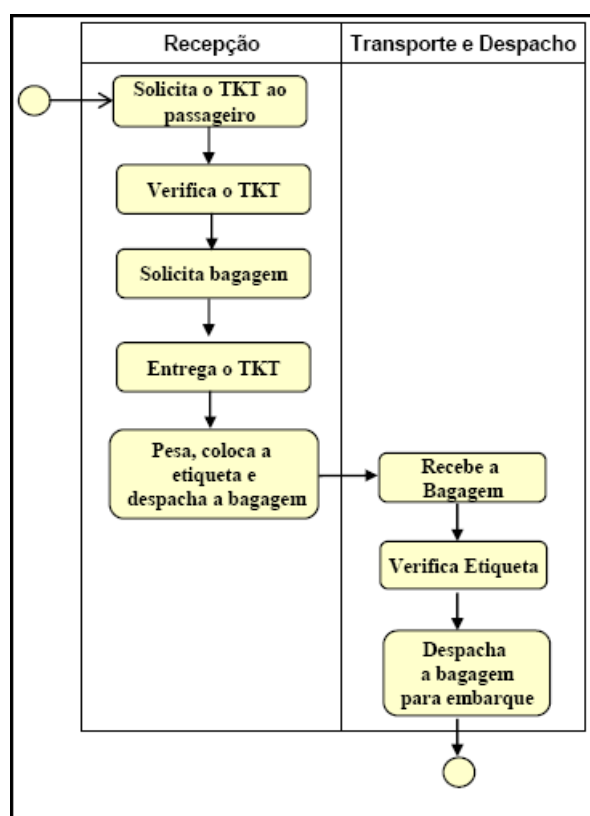 Recepção
Transporte e Despacho
Solicita o TKT ao
passageiro
Verifica o TKT
Solicita bagagem
Entrega o TKT
Pesa, coloca a
etiqueta e
despacha a bagagem
Recebe a
Bagagem
Verifica Etiqueta
Despacha
a bagagem
para embarque